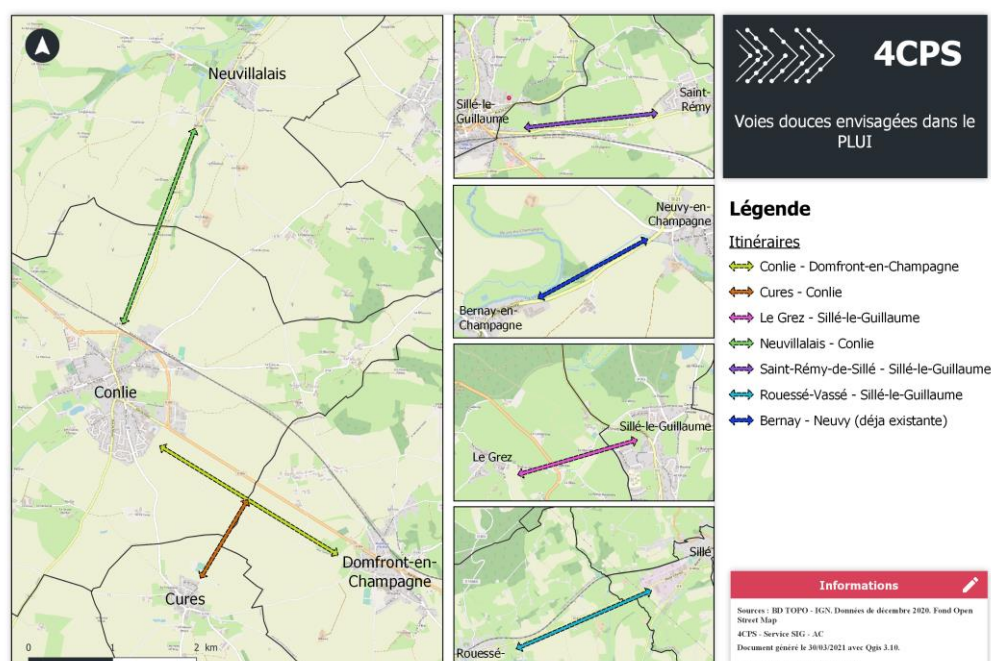 Neuvillalais
Conlie
Domfront-en-
Champagne
Cures
0 1 2 km
Sillé-le-
Guillaume
Saint-
Rémy
Neuvy-en-
Champagne
Bernay-en-
Champagne
Sillé-le-Guillaume
Le Grez
Sillé
Rouessé-
4CPS
Voies douces envisagées dans le
PLUI
Légende
Itinéraires
Conlie - Domfront-en-Champagne
Cures - Conlie
Le Grez - Sillé-le-Guillaume
Neuvillalais - Conlie
Saint-Rémy-de-Sillé - Sillé-le-Guillaume
Rouessé-Vassé - Sillé-le-Guillaume
Bernay - Neuvy (déja existante)
Informations
Sources : BD TOPO - IGN. Données de décembre 2020. Fond Open
Street Map
4CPS - Service SIG - AC
Document généré le 30/03/2021 avec Qgis 3.10.